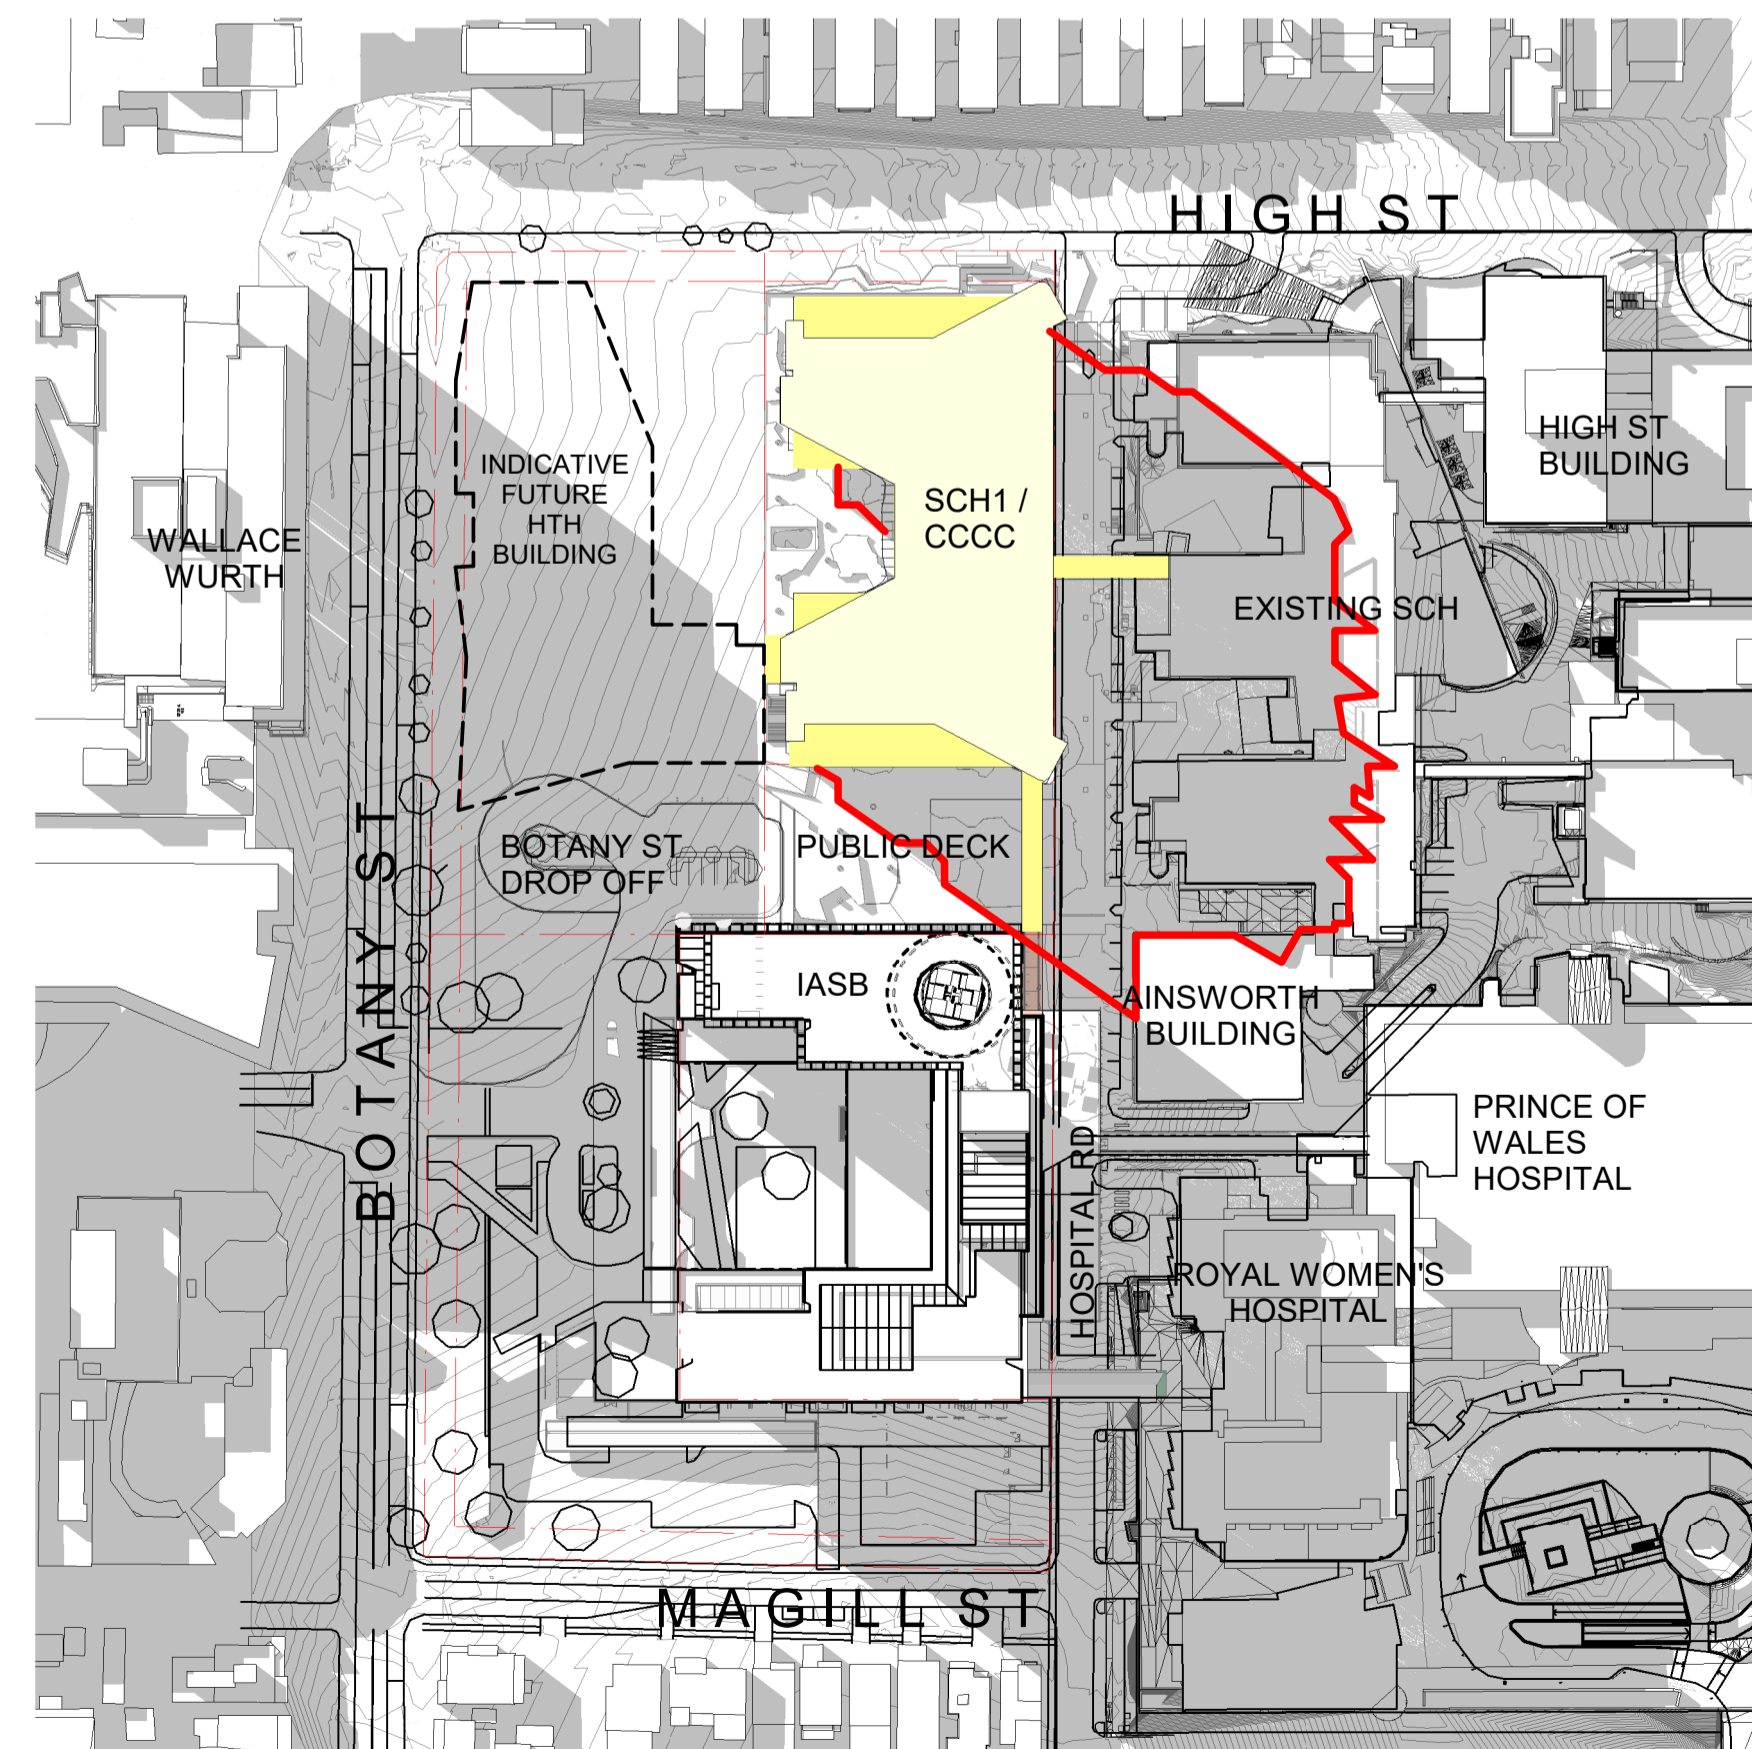 HIGH ST
HIGH ST
BUILDING
INDICATIVE
FUTURE
HTH
BUILDING
SCH1 /
CCCC
WALLACE
WURTH
EXISTING SCH
BOTANY ST
DROP OFF
PUBLIC DECK
BOTANY ST
IASB
AINSWORTH
BUILDING
PRINCE OF
WALES
HOSPITAL
HOSPITAL RD
ROYAL WOMEN'S
HOSPITAL
MAGILL ST